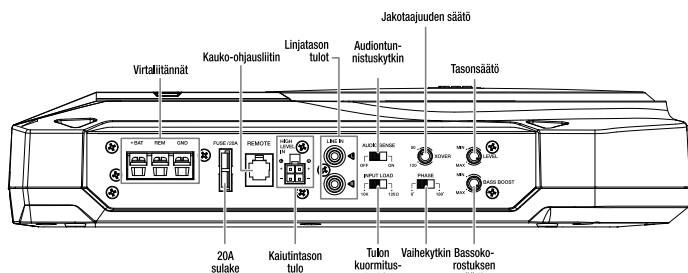 Jakotaajuuden säätö
Linjatason
tulot
Audiontun-
nistuskytkin
Kauko-ohjausliitin
Tasonsäätö
Virtaliitännät
+BAT REM GND
FUSE /20A
REMOTE
HIGH
LEVEL
IN
LINE IN
AUDIO SENSE
OFF ON
INPUT LOAD
10K 120Ω
50
120
XOVER
PHASE
0° 180°
MIN
MAX
LEVEL
MIN
MAX
BASS BOOST
20A
sulake
Kaiutintason
tulo
Tulon
kuormitus-
Vaihekytkin
Bassoko-
rostuksen